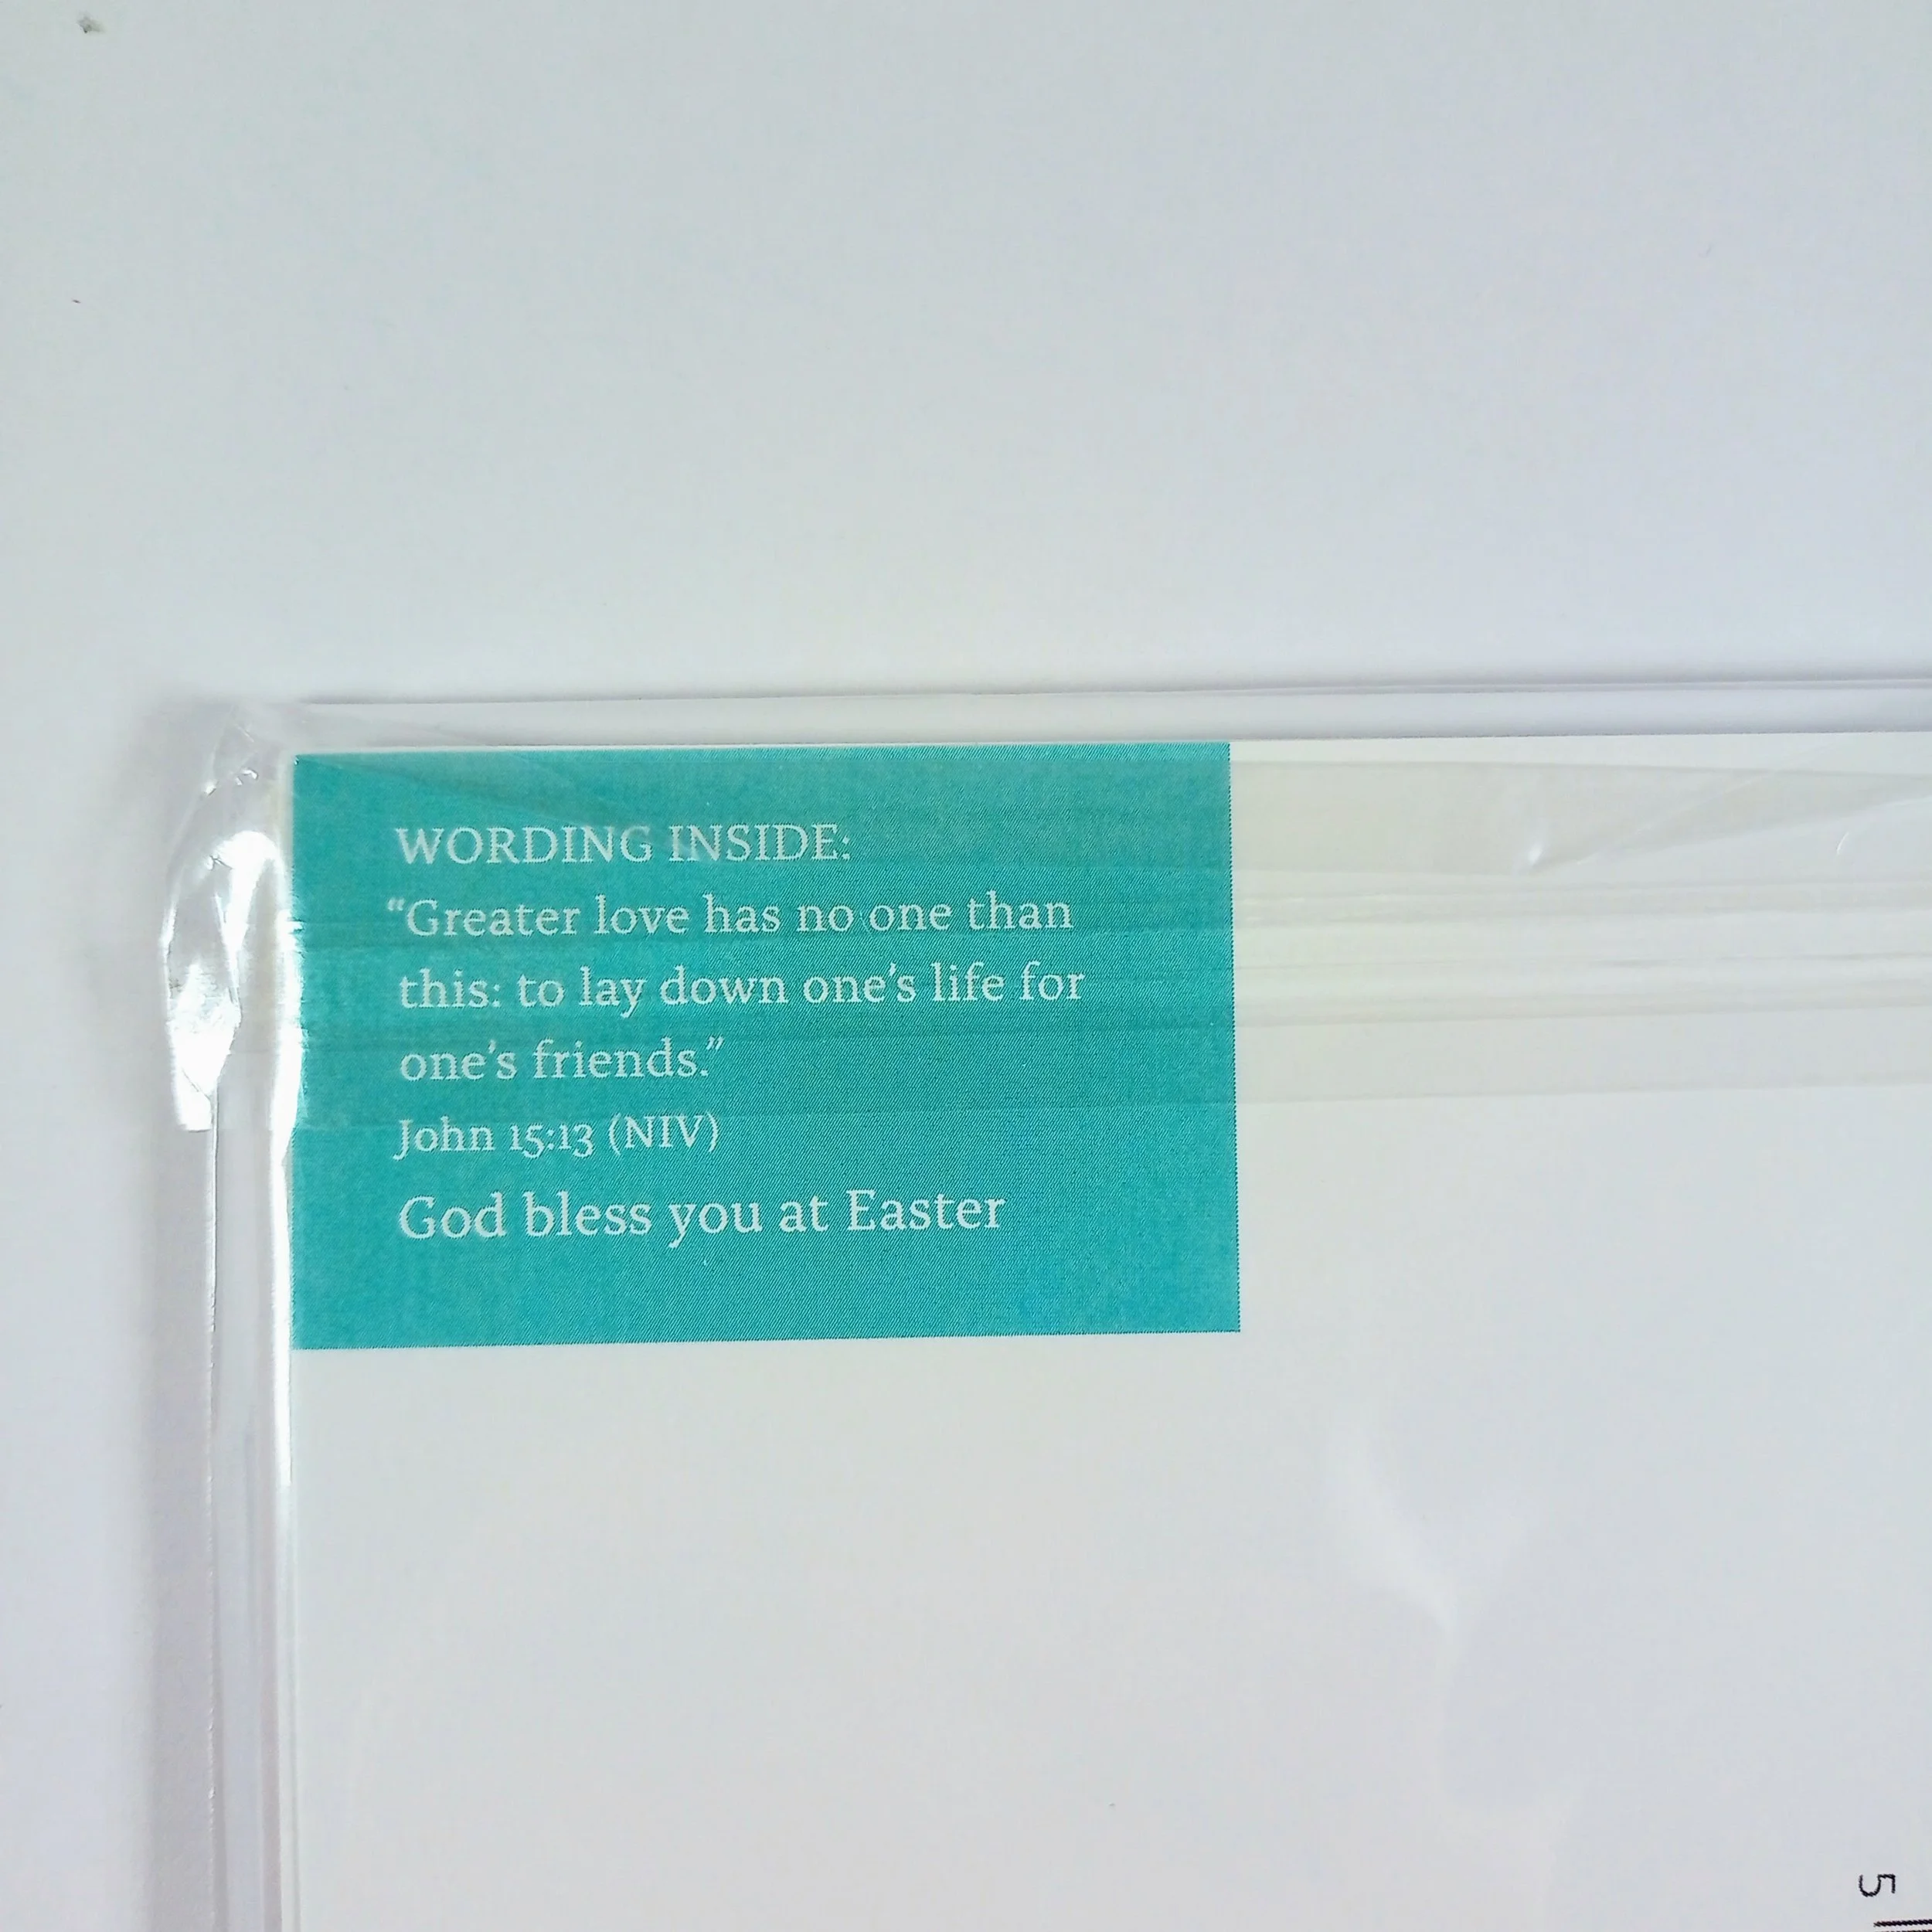 WORDING INSIDE:
“Greater love has no one than
this: to lay down one’s life for
one’s friends.”
John 15:13 (NIV)
God bless you at Easter
5